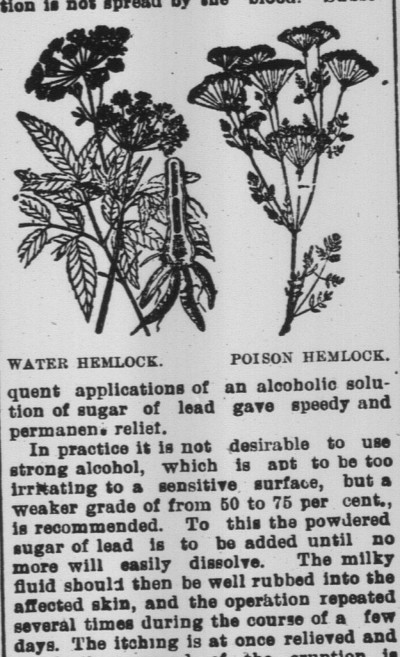 tion is not spread by the blood.
WATER HEMLOCK. POISON HEMLOCK.
quent applications of an alcoholic solu-
tion of sugar of lead gave speedy and
permanent relief.
In practice it is not desirable to use
strong alcohol, which is apt to be too
irritating to a sensitive surface, but a
weaker grade of from 50 to 75 per cent.,
is recommended. To this the powdered
sugar of lead is to be added until no
more will easily dissolve. The milky
fluid should then be well rubbed into the
affected skin, and the operation repeated
several times during the course of a few
days. The itching is at once relieved and
of the eruption is